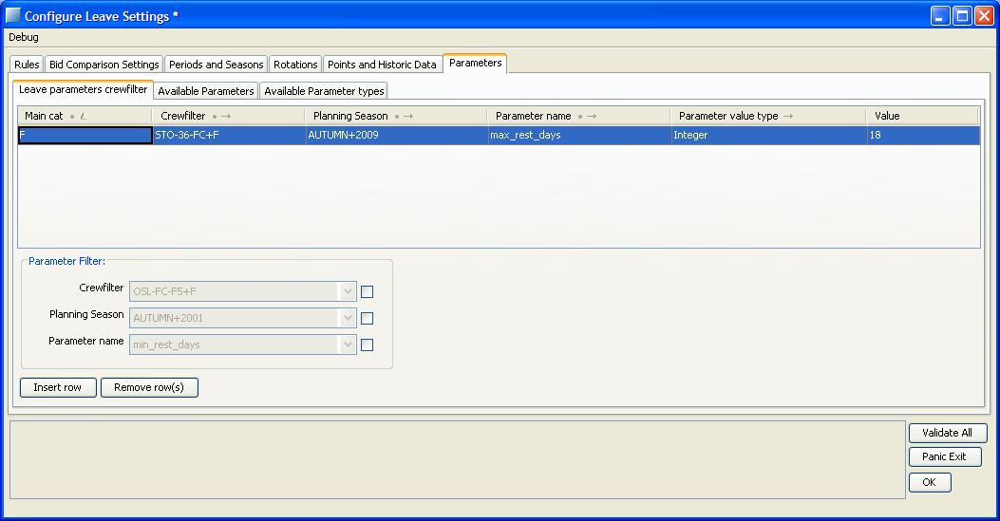 Configure Leave Settings *
Debug
Rules Bid Comparison Settings Periods and Seasons Rotations Points and Historic Data Parameters
Leave parameters crewfilter Available Parameters Available Parameter types
Main cat Crewfilter Planning Season Parameter name Parameter value type Value
F STO-36-FC+F AUTUMN+2009 max_rest_days Integer 18
Parameter Filter:
Crewfilter OSL-FC-F5+F
Planning Season AUTUMN+2001
Parameter name min_rest_days
Insert row Remove row(s)
Validate All
Panic Exit
OK